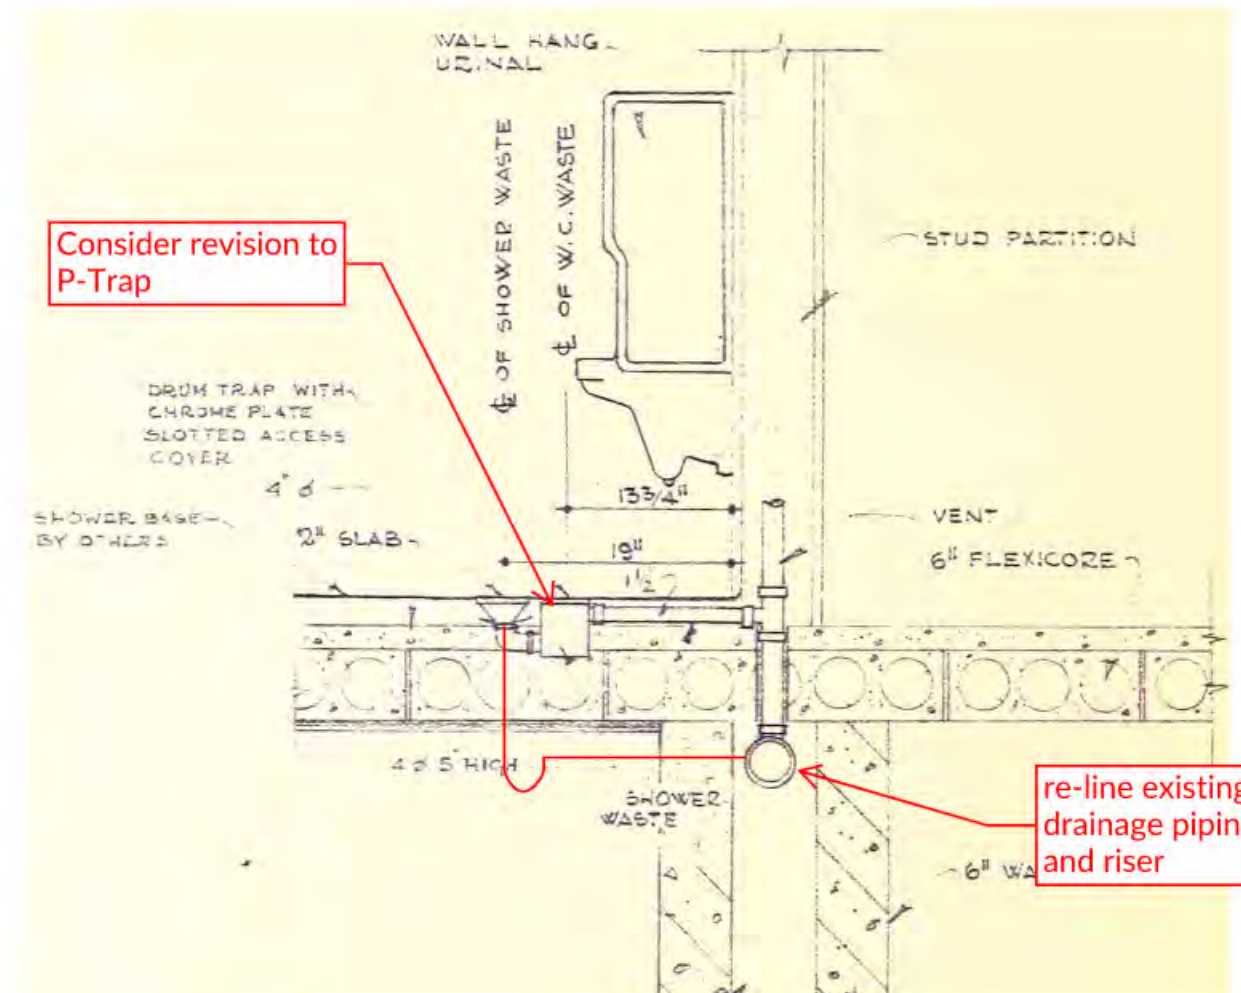 WALL HANG
URINAL
℄ OF SHOWER WASTE
℄ OF W.C. WASTE
Consider revision to
P-Trap
STUD PARTITION
DRUM TRAP WITH
CHROME PLATE
SLOTTED ACCESS
COVER
4" ø
SHOWER BASE
BY OTHERS
2" SLAB
13 3/4"
19"
1 1/2
VENT
6" FLEXICORE
4 ø 5" HIGH
SHOWER
WASTE
re-line existing
drainage pipin
and riser
6" WA